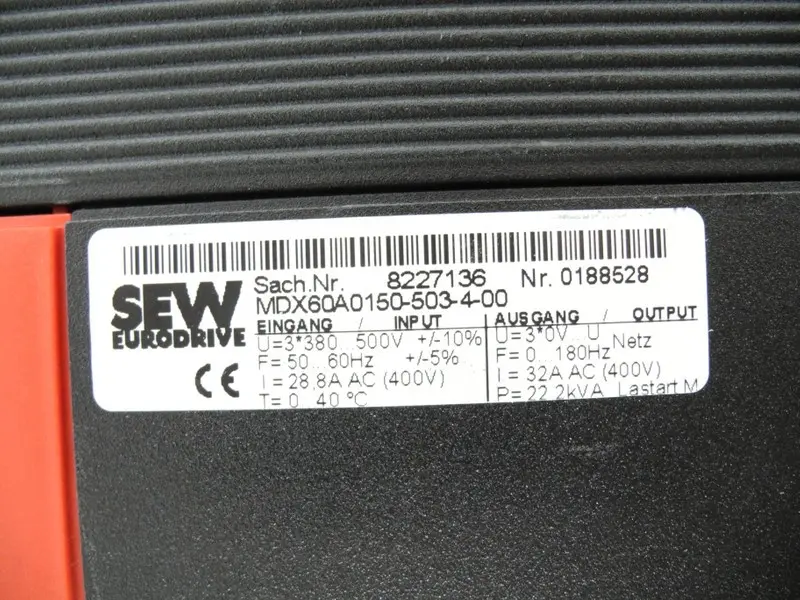 Sach.Nr. 8227136 Nr. 0188528
SEW
EURODRIVE
MDX60A0150-503-4-00
EINGANG / INPUT
U=3*380...500V +/-10%
F= 50...60Hz +/-5%
I = 28,8A AC (400V)
T= 0...40 °C
AUSGANG / OUTPUT
U=3*0V...U Netz
F= 0...180Hz
I = 32A AC (400V)
P= 22.2kVA Lastart M
CE